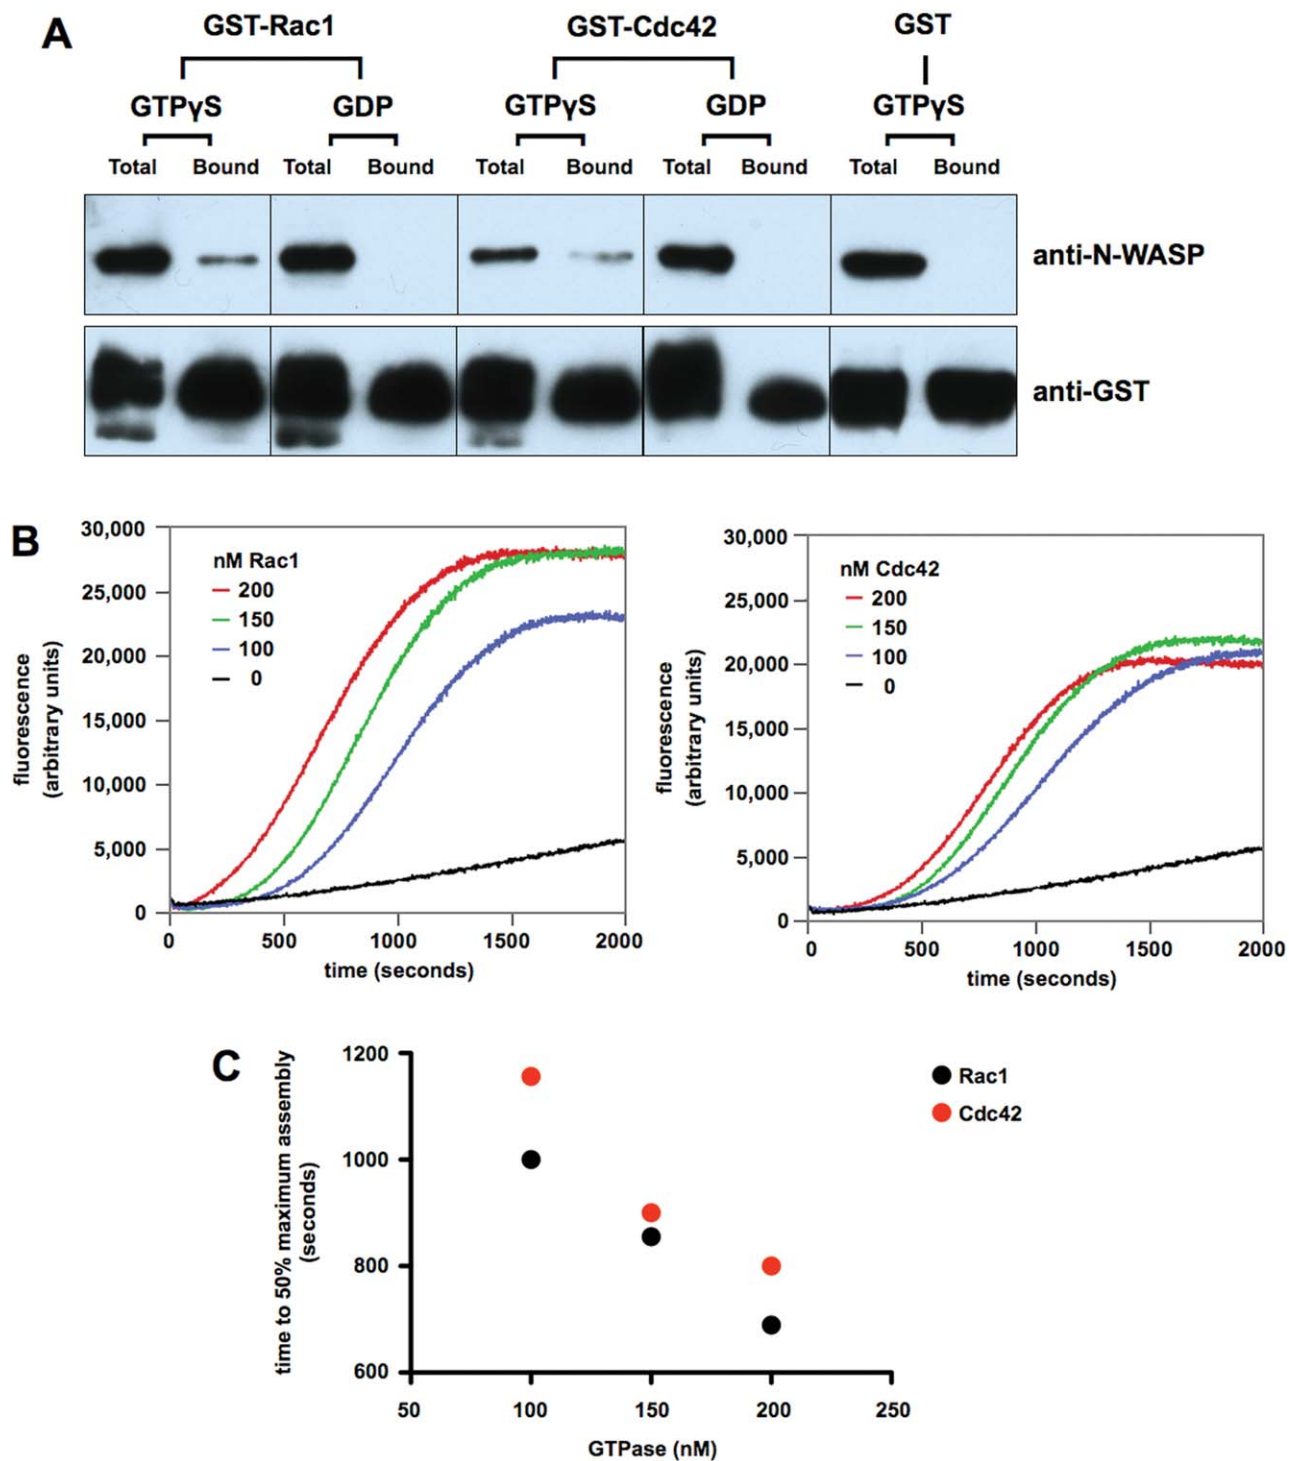 A
GST-Rac1 GST-Cdc42 GST
GTPγS GDP GTPγS GDP GTPγS
Total Bound Total Bound Total Bound Total Bound Total Bound
anti-N-WASP
anti-GST
B
30,000
25,000
20,000
15,000
10,000
5,000
0
fluorescence
(arbitrary units)
nM Rac1
200
150
100
0
0 500 1000 1500 2000
time (seconds)
30,000
25,000
20,000
15,000
10,000
5,000
0
fluorescence
(arbitrary units)
nM Cdc42
200
150
100
0
0 500 1000 1500 2000
time (seconds)
C
time to 50% maximum assembly
(seconds)
1200
1000
800
600
50 100 150 200 250
GTPase (nM)
Rac1
Cdc42